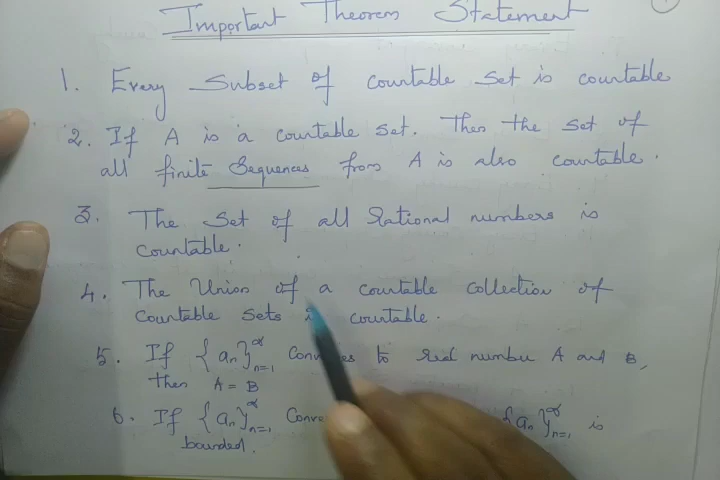 Important Theorem Statement
1. Every Subset of countable Set is countable
2. If A is a countable set. Then the set of
all finite Sequences from A is also countable.
3. The Set of all rational numbers is
countable.
4. The Union of a countable collection of
Countable Sets is countable.
5. If {aₙ}ₙ₌₁^∝ Converges to real number A and B,
then A = B
6. If {aₙ}ₙ₌₁^∝ {aₙ}ₙ₌₁^∝ is
bounded.